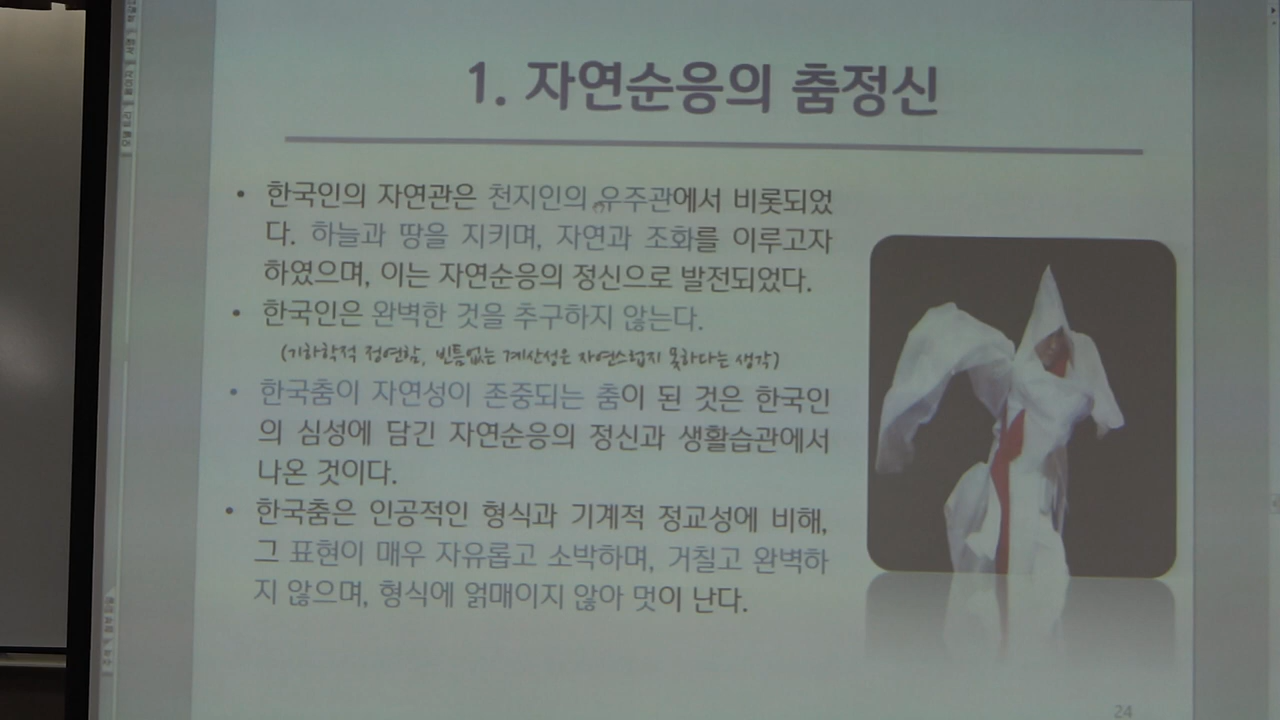 1. 자연순응의 춤정신
• 한국인의 자연관은 천지인의 우주관에서 비롯되었
다. 하늘과 땅을 지키며, 자연과 조화를 이루고자
하였으며, 이는 자연순응의 정신으로 발전되었다.
• 한국인은 완벽한 것을 추구하지 않는다.
(기하학적 정연함, 빈틈없는 계산성은 자연스럽지 못하다는 생각)
• 한국춤이 자연성이 존중되는 춤이 된 것은 한국인
의 심성에 담긴 자연순응의 정신과 생활습관에서
나온 것이다.
• 한국춤은 인공적인 형식과 기계적 정교성에 비해,
그 표현이 매우 자유롭고 소박하며, 거칠고 완벽하
지 않으며, 형식에 얽매이지 않아 멋이 난다.
24